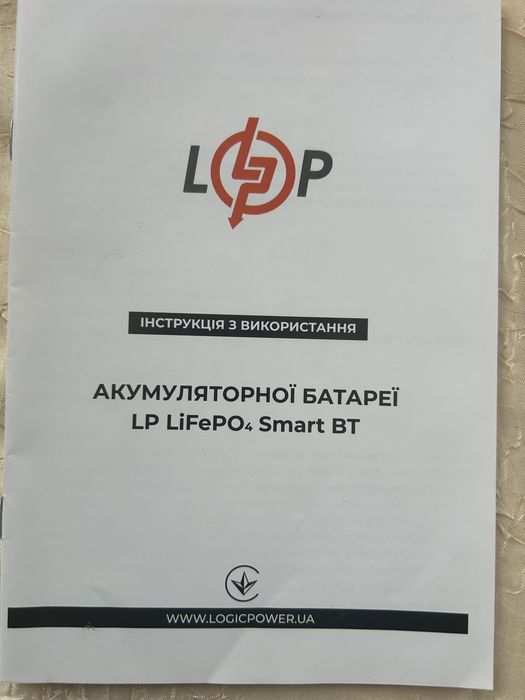 LP
ІНСТРУКЦІЯ З ВИКОРИСТАННЯ
АКУМУЛЯТОРНОЇ БАТАРЕЇ
LP LiFePO₄ Smart BT
WWW.LOGICPOWER.UA